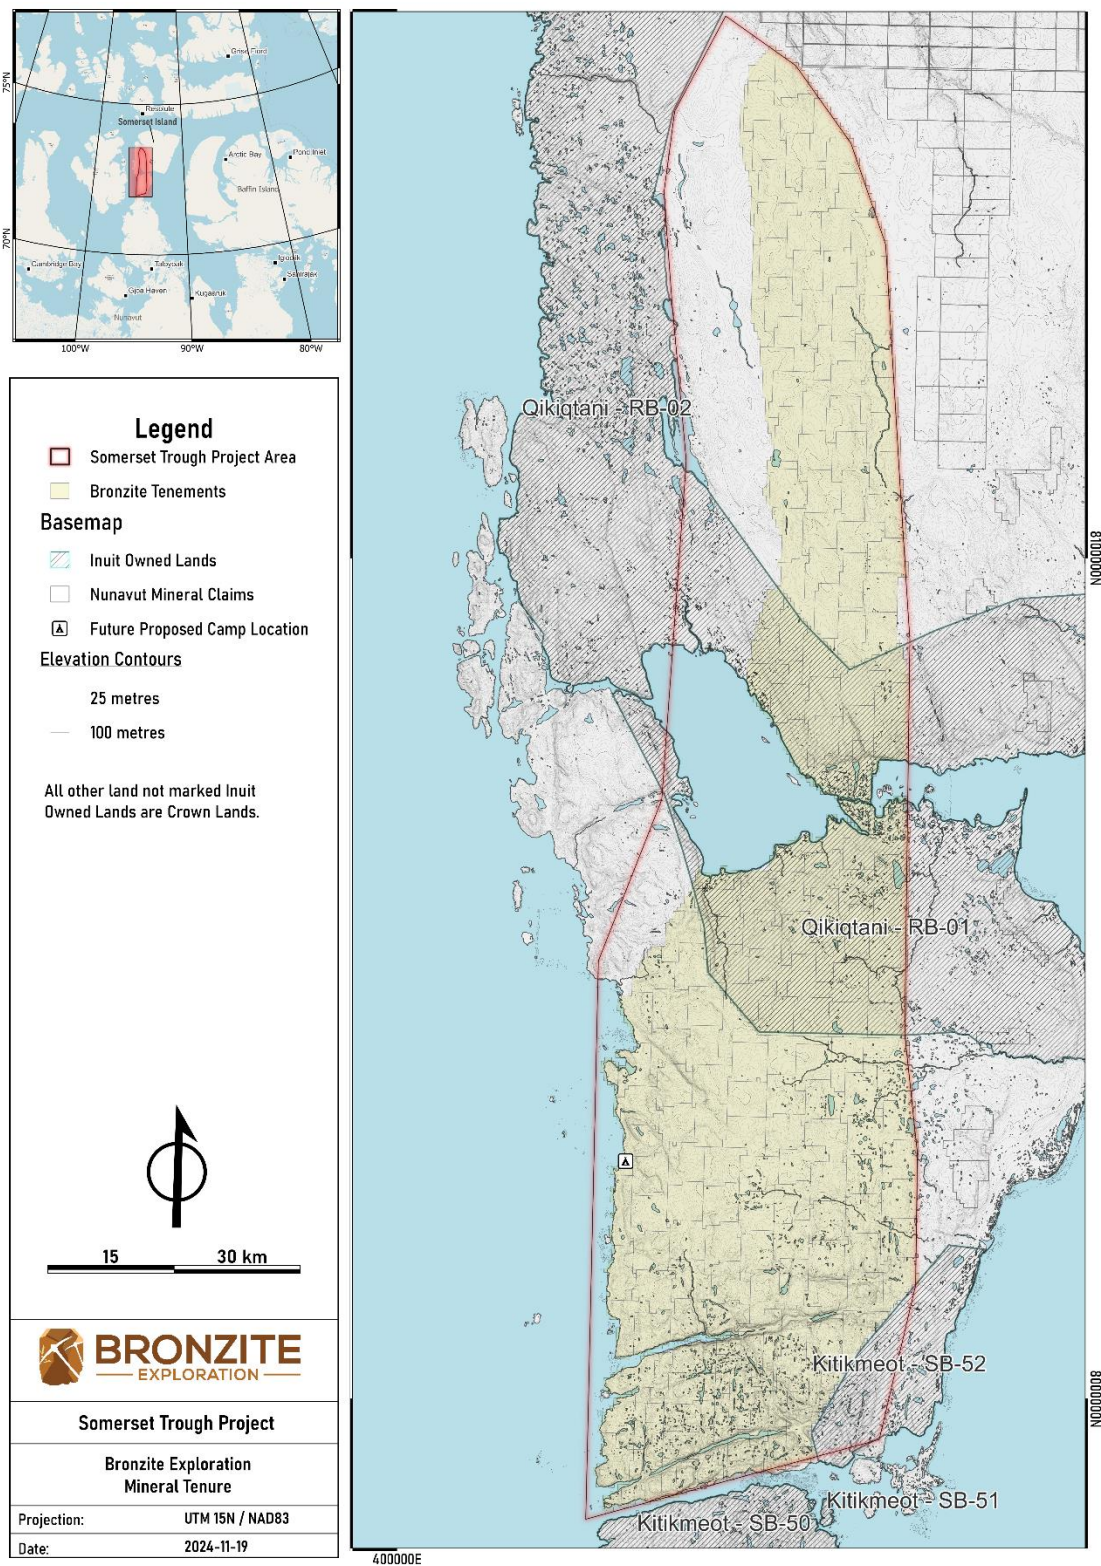 75°N
70°N
Grise Fiord
Resolute
Somerset Island
Arctic Bay
Pond Inlet
Baffin Island
Cambridge Bay
Taloyoak
Igloolik
Sanirajak
Gjoa Haven
Kugaaruk
Nunavut
100°W
90°W
80°W
Legend
Somerset Trough Project Area
Bronzite Tenements
Basemap
Inuit Owned Lands
Nunavut Mineral Claims
Future Proposed Camp Location
Elevation Contours
25 metres
100 metres
All other land not marked Inuit
Owned Lands are Crown Lands.
15
30 km
BRONZITE
EXPLORATION
Somerset Trough Project
Bronzite Exploration
Mineral Tenure
Projection:
UTM 15N / NAD83
Date:
2024-11-19
Qikiqtani - RB-02
8100000N
Qikiqtani - RB-01
Kitikmeot - SB-52
8000000N
Kitikmeot - SB-51
Kitikmeot - SB-50
400000E